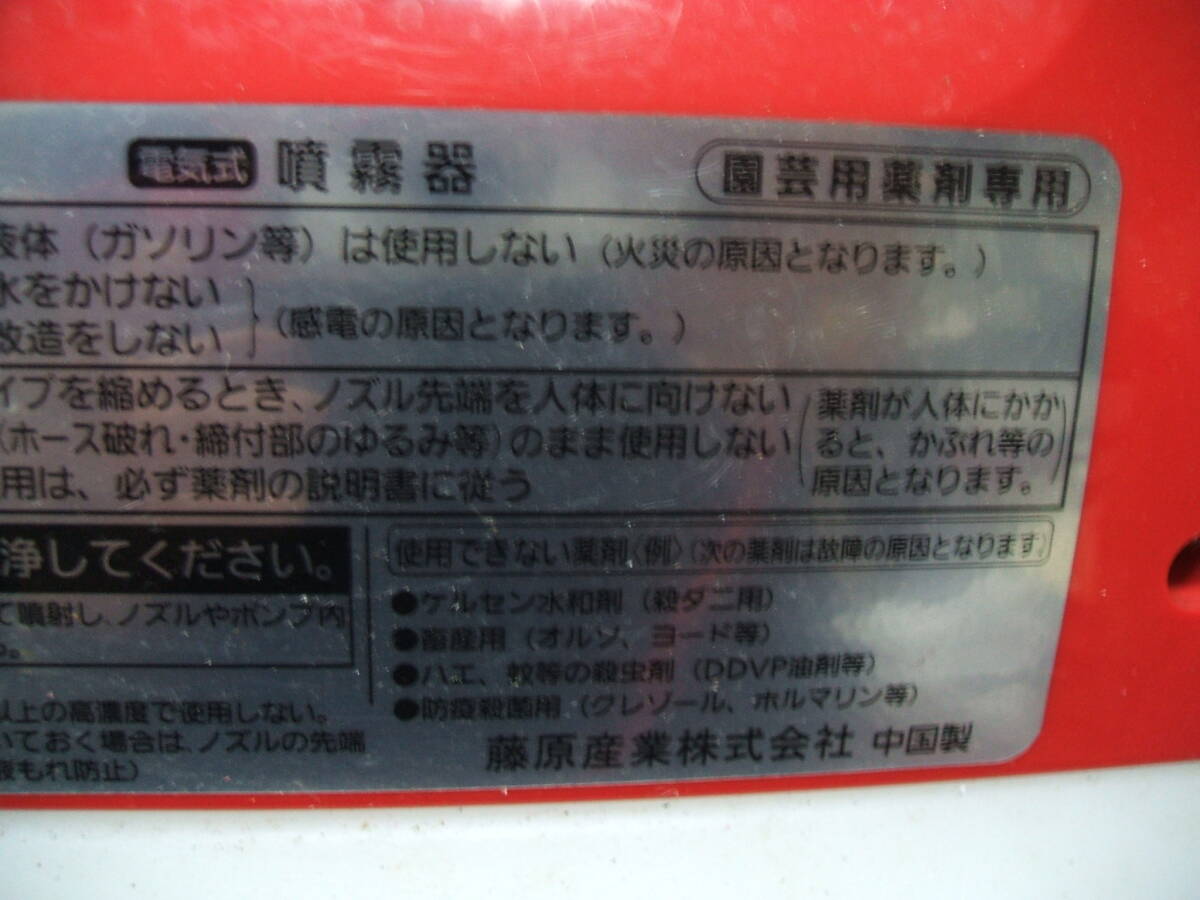 電気式 噴霧器 園芸用薬剤専用
液体（ガソリン等）は使用しない（火災の原因となります。）
水をかけない
改造をしない
（感電の原因となります。）
イプを縮めるとき、ノズル先端を人体に向けない
（ホース破れ・締付部のゆるみ等）のまま使用しない
用は、必ず薬剤の説明書に従う
（薬剤が人体にかか
ると、かぶれ等の
原因となります。）
浄してください。
て噴射し、ノズルやポンプ内
る。
以上の高濃度で使用しない。
いておく場合は、ノズルの先端
液もれ防止）
使用できない薬剤〈例〉（次の薬剤は故障の原因となります）
●ケルセン水和剤（殺ダニ用）
●畜産用（オルソ、ヨード等）
●ハエ、蚊等の殺虫剤（DDVP油剤等）
●防疫殺菌用（クレゾール、ホルマリン等）
藤原産業株式会社 中国製